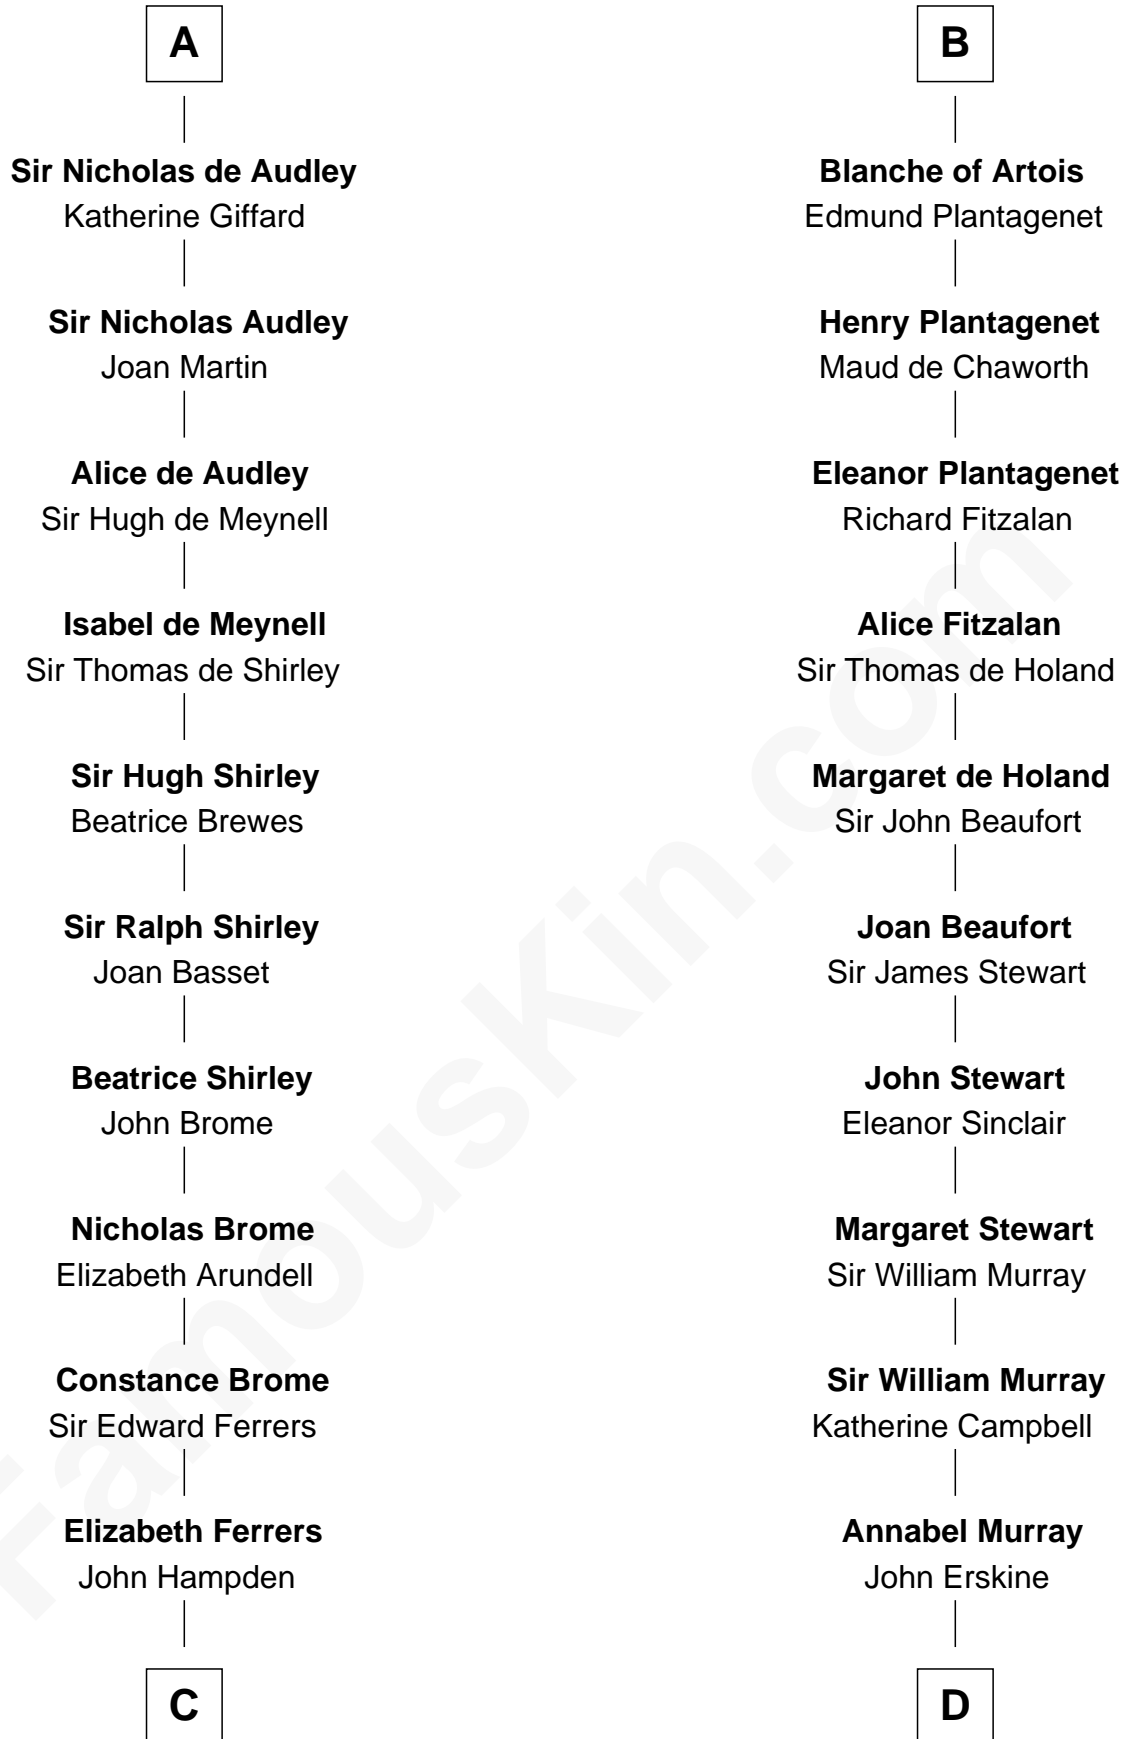 A
Sir Nicholas de Audley
Katherine Giffard
Sir Nicholas Audley
Joan Martin
Alice de Audley
Sir Hugh de Meynell
Isabel de Meynell
Sir Thomas de Shirley
Sir Hugh Shirley
Beatrice Brewes
Sir Ralph Shirley
Joan Basset
Beatrice Shirley
John Brome
Nicholas Brome
Elizabeth Arundell
Constance Brome
Sir Edward Ferrers
Elizabeth Ferrers
John Hampden
C
B
Blanche of Artois
Edmund Plantagenet
Henry Plantagenet
Maud de Chaworth
Eleanor Plantagenet
Richard Fitzalan
Alice Fitzalan
Sir Thomas de Holand
Margaret de Holand
Sir John Beaufort
Joan Beaufort
Sir James Stewart
John Stewart
Eleanor Sinclair
Margaret Stewart
Sir William Murray
Sir William Murray
Katherine Campbell
Annabel Murray
John Erskine
D
FamousKin.com